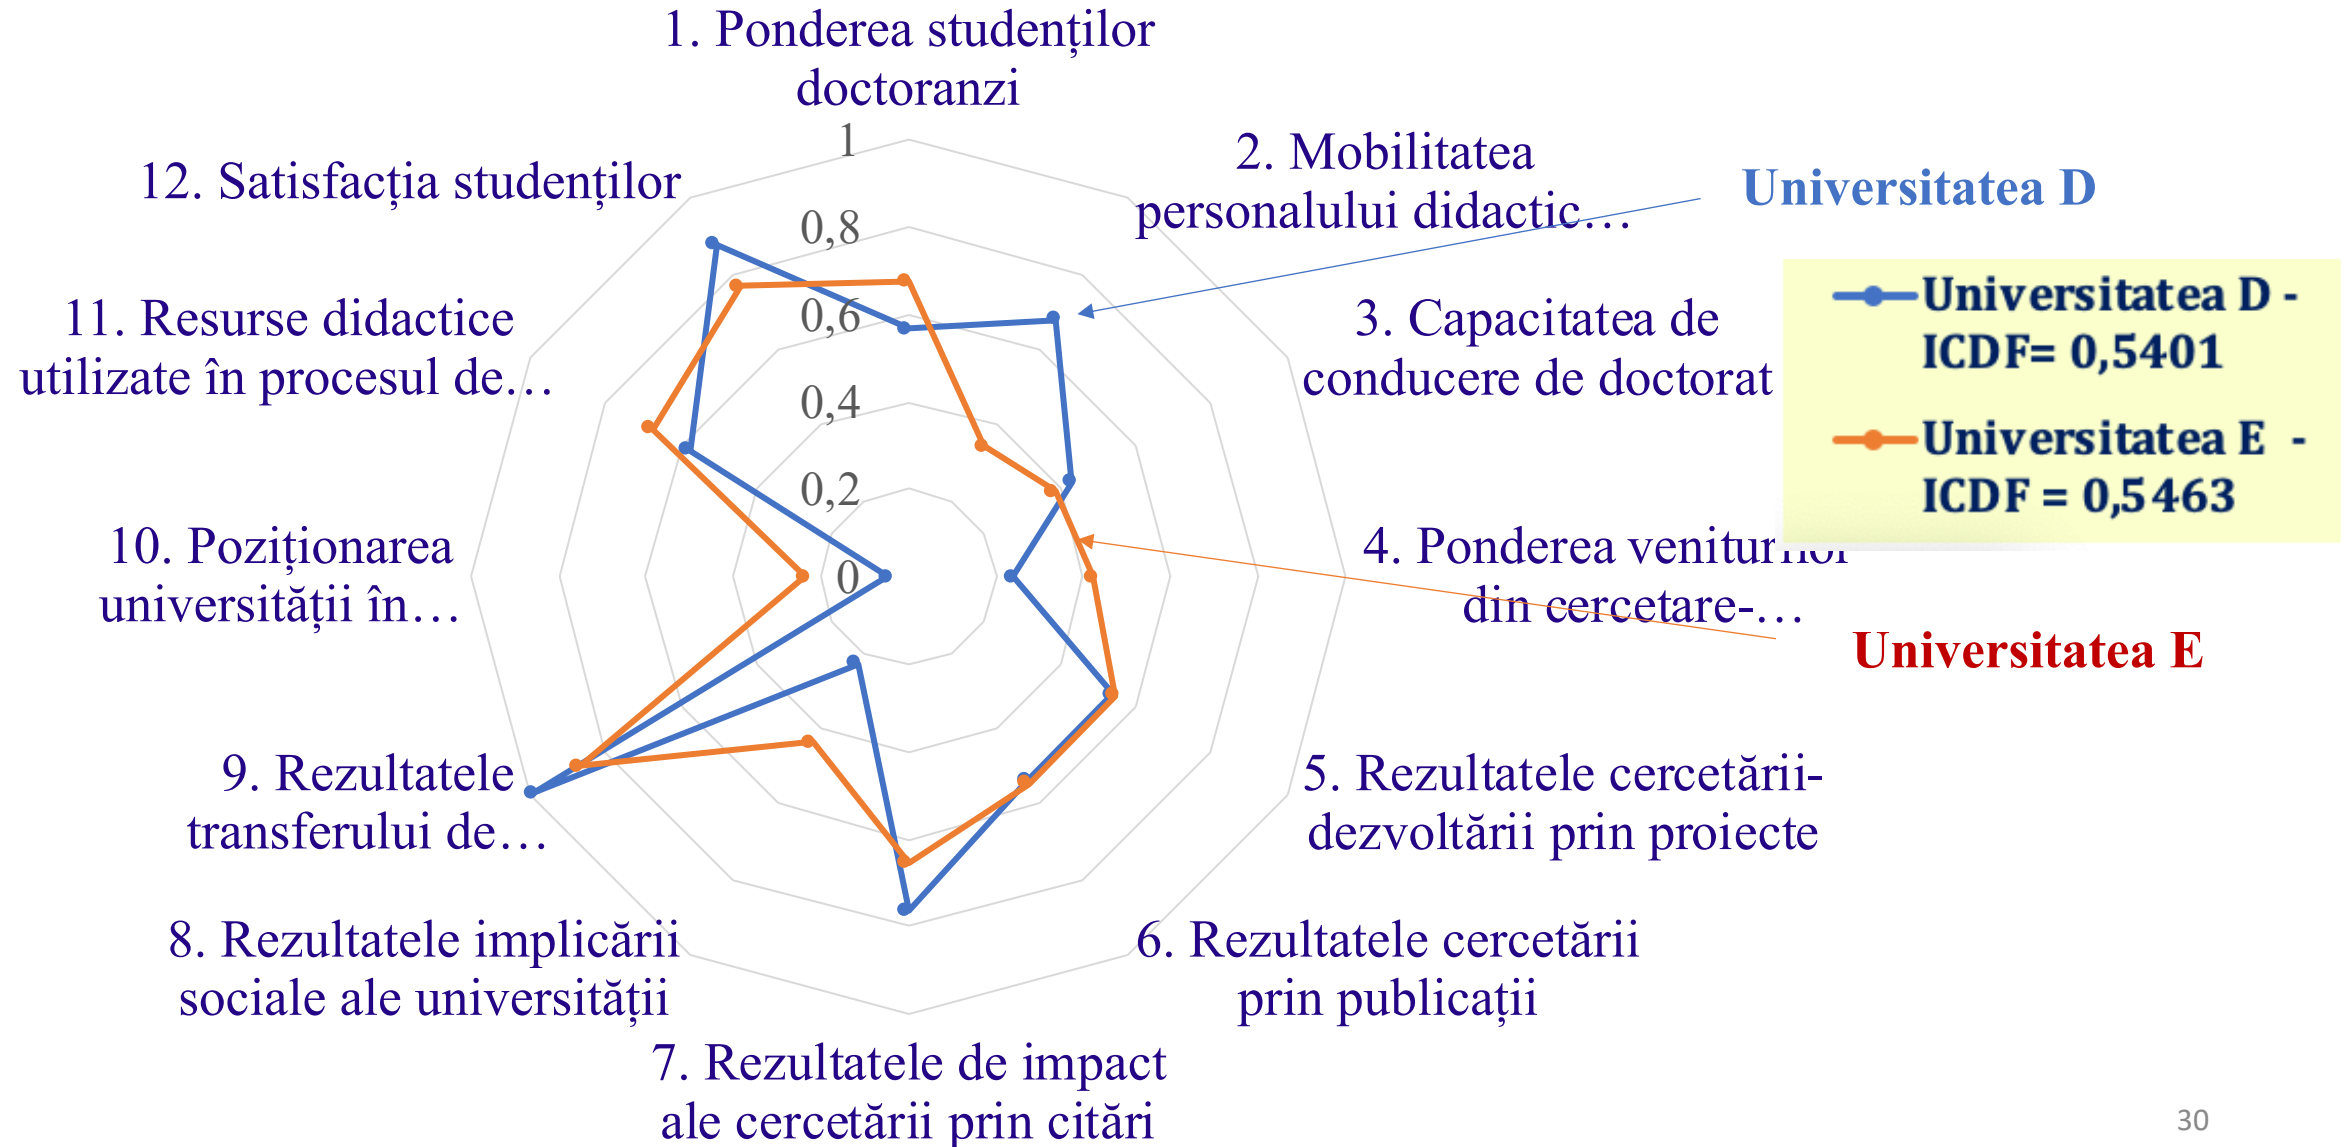 1. Ponderea studenților
doctoranzi
2. Mobilitatea
personalului didactic…
3. Capacitatea de
conducere de doctorat
4. Ponderea veniturilor
din cercetare-…
5. Rezultatele cercetării-
dezvoltării prin proiecte
6. Rezultatele cercetării
prin publicații
7. Rezultatele de impact
ale cercetării prin citări
8. Rezultatele implicării
sociale ale universității
9. Rezultatele
transferului de…
10. Poziționarea
universității în…
11. Resurse didactice
utilizate în procesul de…
12. Satisfacția studenților
1
0,8
0,6
0,4
0,2
0
Universitatea D
Universitatea D -
ICDF= 0,5401
Universitatea E -
ICDF = 0,5463
Universitatea E
30